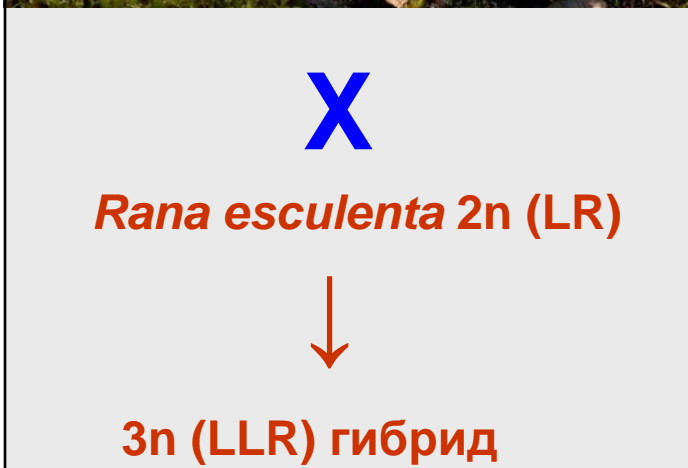 X
Rana esculenta 2n (LR)
↓
3n (LLR) гибрид